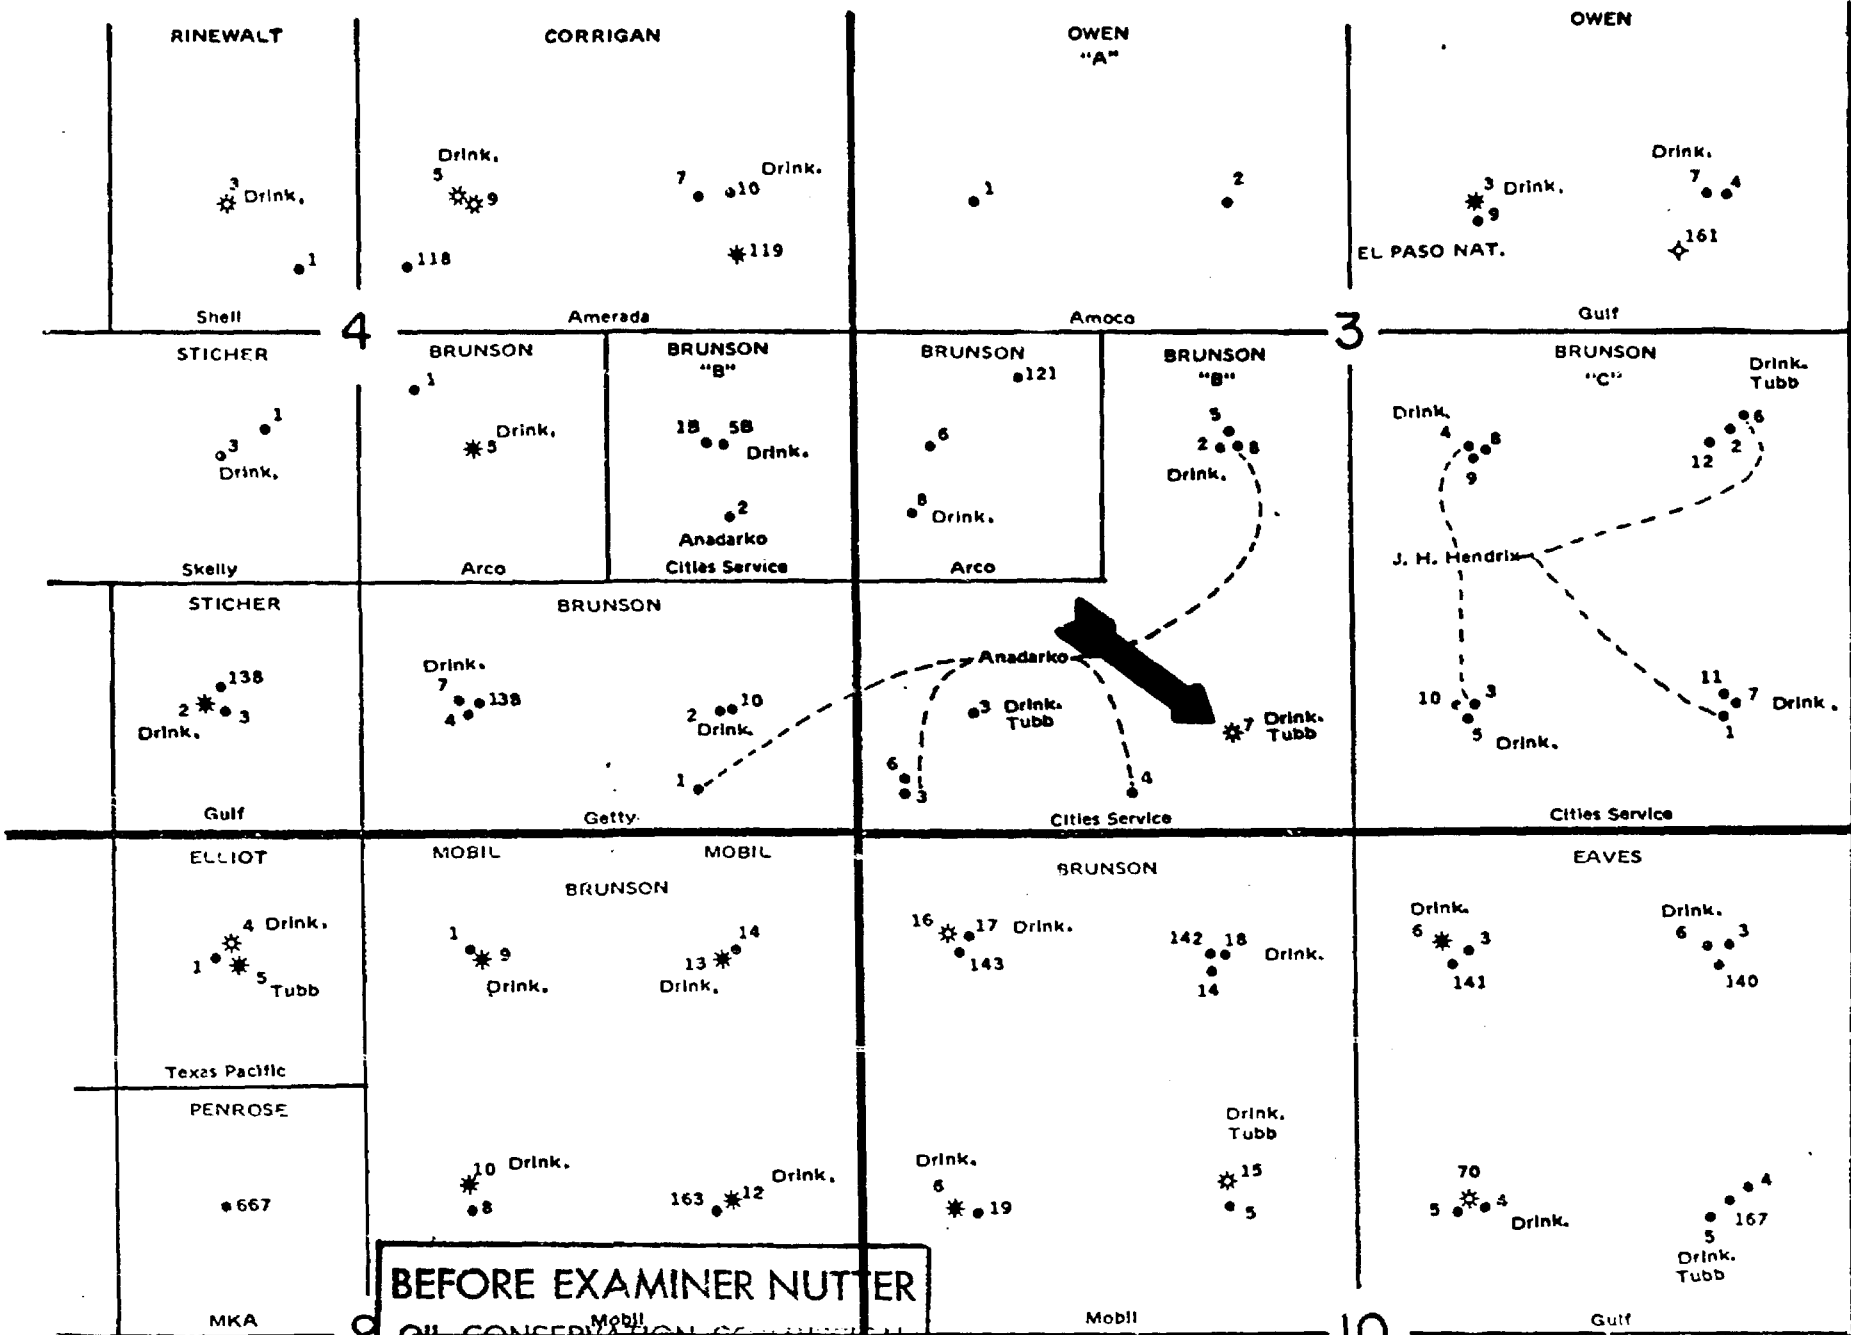 RINEWALT
3
Drink.
1
Shell
CORRIGAN
Drink.
5
9
7
10
Drink.
118
119
Amerada
4
OWEN
"A"
1
2
Amoco
OWEN
3 Drink.
9
EL PASO NAT.
Drink.
7
4
161
Gulf
3
STICHER
1
3
Drink.
Skelly
BRUNSON
1
5
Drink.
Arco
BRUNSON
"B"
1B
5B
Drink.
2
Anadarko
Cities Service
BRUNSON
121
6
8
Drink.
Arco
BRUNSON
"B"
5
2
8
Drink.
Anadarko
3 Drink.
Tubb
7 Drink.
Tubb
6
3
4
Cities Service
BRUNSON
"C"
Drink.
Tubb
Drink.
4
8
9
6
2
12
J. H. Hendrix
10
3
5
Drink.
11
7 Drink.
1
Cities Service
STICHER
138
2
3
Drink.
Gulf
BRUNSON
Drink.
7
138
4
2
10
Drink.
1
Getty
ELLIOT
4 Drink.
1
5
Tubb
Texas Pacific
MOBIL
MOBIL
BRUNSON
1
9
Drink.
14
13
Drink.
BRUNSON
16
17 Drink.
143
142
18
Drink.
14
EAVES
Drink.
6
3
141
Drink.
6
3
140
PENROSE
667
MKA
10 Drink.
8
163
12
Drink.
Drink.
6
19
Drink.
Tubb
15
5
70
5
4
Drink.
4
167
5
Drink.
Tubb
BEFORE EXAMINER NUTTER
Mobil
9
Mobil
10
Gulf